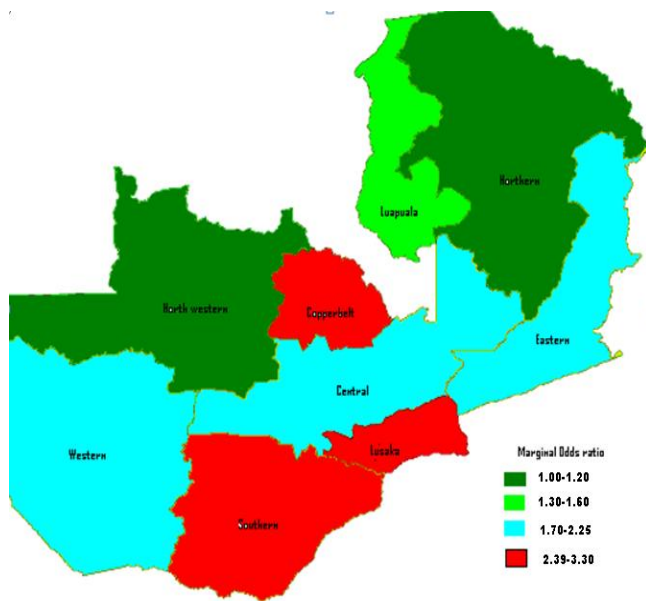 Northern
Luapuala
North western
Copperbelt
Eastern
Central
Western
Lusaka
Southern
Marginal Odds ratio
1.00-1.20
1.30-1.60
1.70-2.25
2.39-3.30